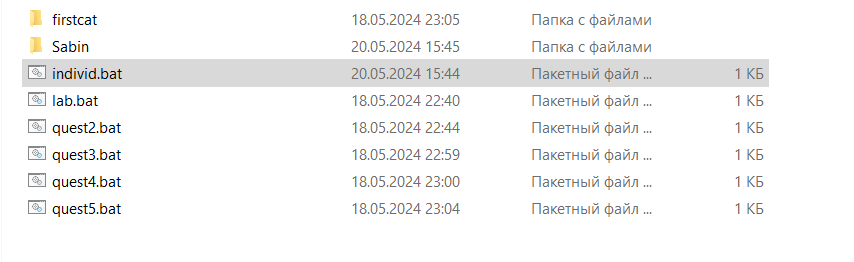 firstcat 18.05.2024 23:05 Папка с файлами
Sabin 20.05.2024 15:45 Папка с файлами
individ.bat 20.05.2024 15:44 Пакетный файл ... 1 КБ
lab.bat 18.05.2024 22:40 Пакетный файл ... 1 КБ
quest2.bat 18.05.2024 22:44 Пакетный файл ... 1 КБ
quest3.bat 18.05.2024 22:59 Пакетный файл ... 1 КБ
quest4.bat 18.05.2024 23:00 Пакетный файл ... 1 КБ
quest5.bat 18.05.2024 23:04 Пакетный файл ... 1 КБ